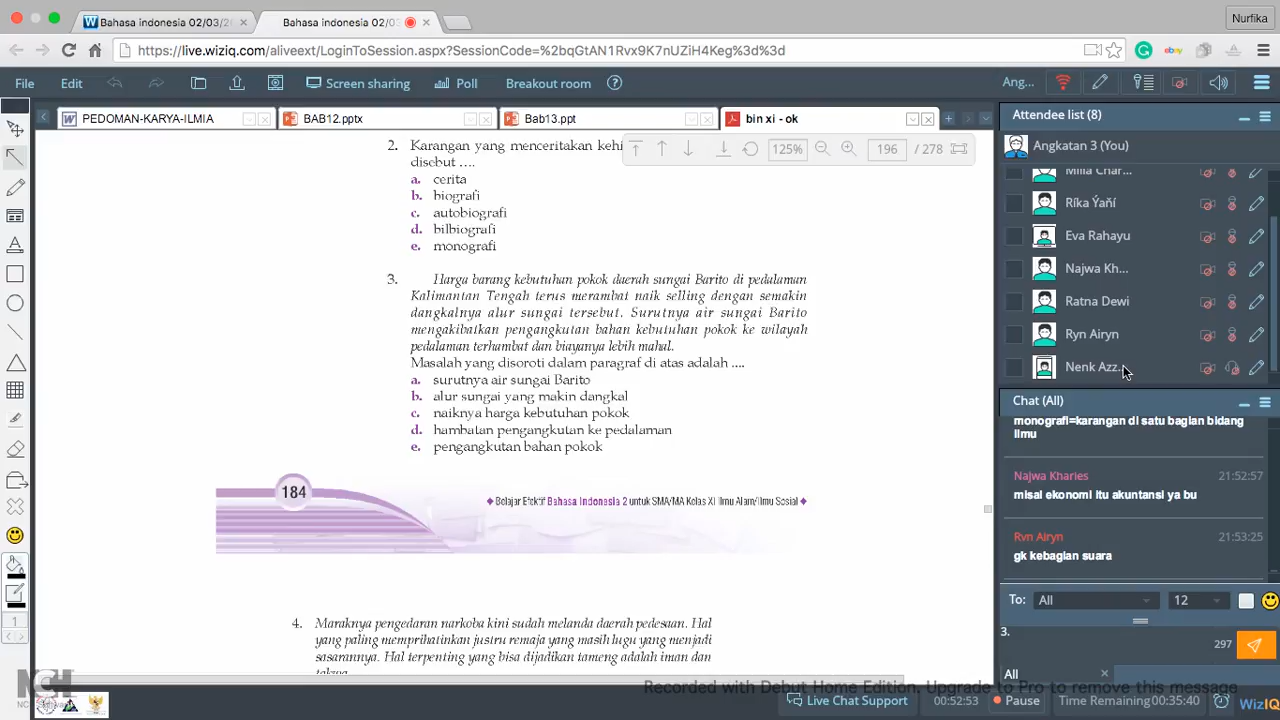 Bahasa indonesia 02/03/20
Bahasa indonesia 02/03
Nurfika
https://live.wiziq.com/aliveext/LoginToSession.aspx?SessionCode=%2bqGtAN1Rvx9K7nUZiH4Keg%3d%3d
ebay
File Edit Screen sharing Poll Breakout room Ang...
PEDOMAN-KARYA-ILMIA BAB12.pptx Bab13.ppt bin xi - ok
125% 196 / 278
2. Karangan yang menceritakan
disebut ....
a. cerita
b. biografi
c. autobiografi
d. bilbiografi
e. monografi
3. Harga barang kebutuhan pokok daerah sungai Barito di pedalaman
Kalimantan Tengah terus merambat naik selling dengan semakin
dangkalnya alur sungai tersebut. Surutnya air sungai Barito
mengakibatkan pengangkutan bahan kebutuhan pokok ke wilayah
pedalaman terhambat dan biayanya lebih mahal.
Masalah yang disoroti dalam paragraf di atas adalah ....
a. surutnya air sungai Barito
b. alur sungai yang makin dangkal
c. naiknya harga kebutuhan pokok
d. hambatan pengangkutan ke pedalaman
e. pengangkutan bahan pokok
184
Belajar Efektif Bahasa Indonesia 2 untuk SMA/MA Kelas XI Ilmu Alam/Ilmu Sosial
4. Maraknya pengedaran narkoba kini sudah melanda daerah pedesaan. Hal
yang paling memprihatinkan justru remaja yang masih lugu yang menjadi
sasarannya. Hal terpenting yang bisa dijadikan tameng adalah iman dan
takwa.
1
Attendee list (8)
Angkatan 3 (You)
Milla Char...
Ríka Ýañí
Eva Rahayu
Najwa Kh...
Ratna Dewi
Ryn Airyn
Nenk Azz...
Chat (All)
monografi=karangan di satu bagian bidang
ilmu
Najwa Kharies 21:52:57
misal ekonomi itu akuntansi ya bu
Ryn Airyn 21:53:25
gk kebagian suara
To: All 12
3.
297
All
NCH
Recorded with Debut Home Edition. Upgrade to Pro to remove this message
Live Chat Support 00:52:53 Pause Time Remaining 00:35:40 WizIQ